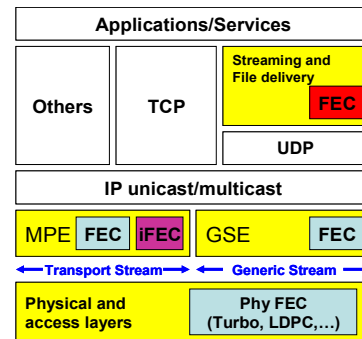 Applications/Services
Others
TCP
Streaming and
File delivery
FEC
UDP
IP unicast/multicast
MPE FEC iFEC GSE FEC
Transport Stream Generic Stream
Physical and
access layers
Phy FEC
(Turbo, LDPC,…)